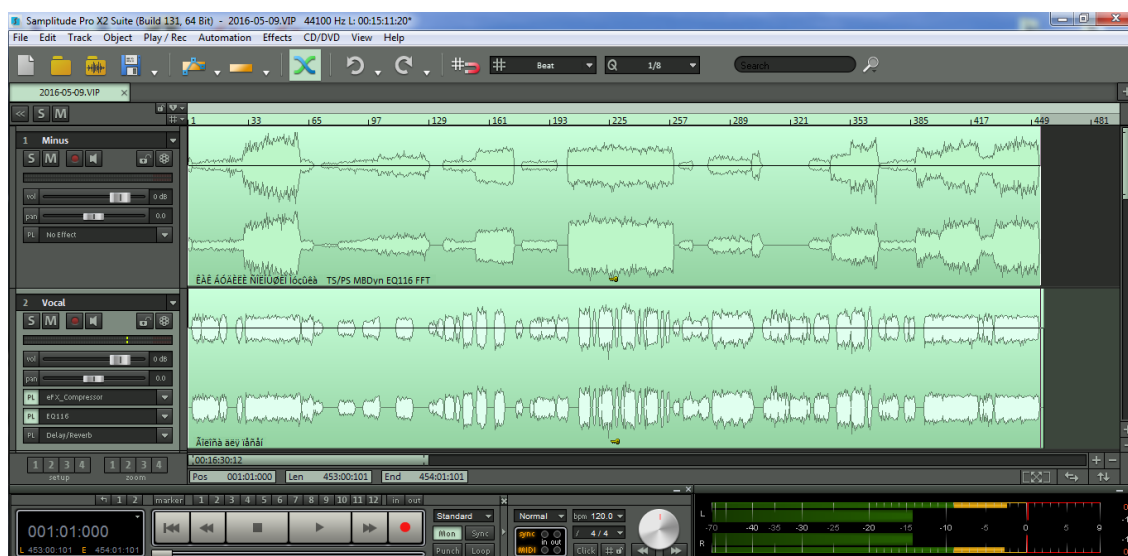 Samplitude Pro X2 Suite (Build 131, 64 Bit) - 2016-05-09.VIP 44100 Hz L: 00:15:11:20*
File Edit Track Object Play / Rec Automation Effects CD/DVD View Help
Beat Q 1/8 Search
2016-05-09.VIP ×
S M
1 33 65 97 129 161 193 225 257 289 321 353 385 417 449 481
1 Minus
S M
vol 0 dB
pan 0.0
PL No Effect
ÊÀÊ ÁÓÄÊËÈ ÑÏËÜØÊÍ Ìóçûêà TS/PS MBDyn EQ116 FFT
2 Vocal
S M
vol 0 dB
pan 0.0
PL eFX_Compressor
PL EQ116
PL Delay/Reverb
Ãîëîñà äëÿ ìåñåí
1 2 3 4 1 2 3 4
setup zoom
00:16:30:12
Pos 001:01:000 Len 453:00:101 End 454:01:101
1 2 marker 1 2 3 4 5 6 7 8 9 10 11 12 in out
001:01:000
L 453:00:101 E 454:01:101
Standard
Mon Sync
Punch Loop
Normal bpm 120.0
sync in out MIDI
/ 4/4
Click
L
-70 -40 -35 -30 -25 -20 -15 -10 -5 0 5 9
R